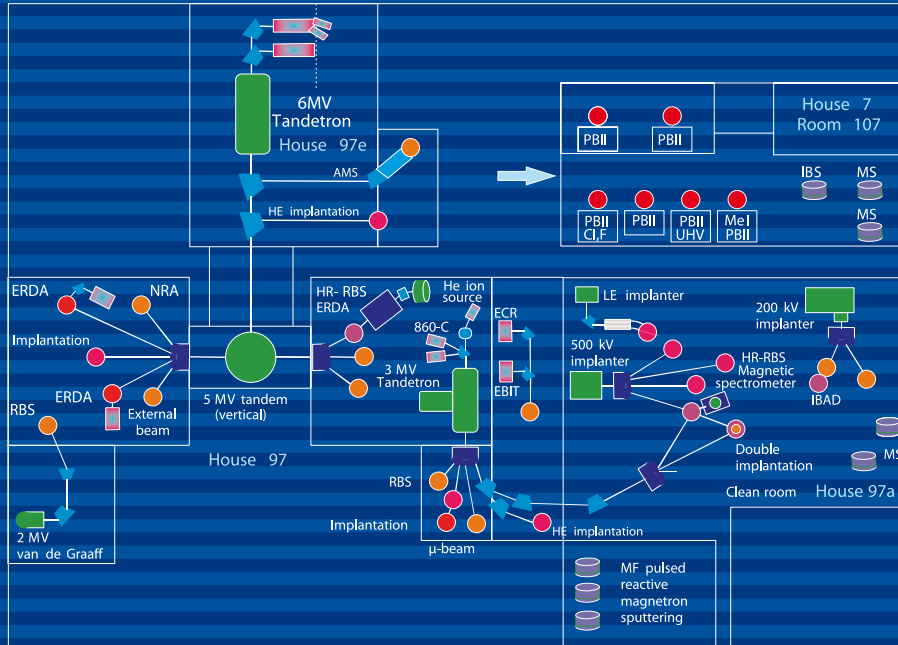 6MV
Tandetron
House 97e
AMS
HE implantation
PBII
PBII
House 7
Room 107
IBS
MS
MS
PBII
Cl,F
PBII
PBII
UHV
Me I
PBII
ERDA
NRA
Implantation
ERDA
External
beam
RBS
2 MV
van de Graaff
5 MV tandem
(vertical)
House 97
HR- RBS
ERDA
He ion
source
860-C
3 MV
Tandetron
RBS
Implantation
μ-beam
ECR
EBIT
HE implantation
LE implanter
500 kV
implanter
HR-RBS
Magnetic
spectrometer
200 kV
implanter
IBAD
Double
implantation
MS
Clean room
House 97a
MF pulsed
reactive
magnetron
sputtering